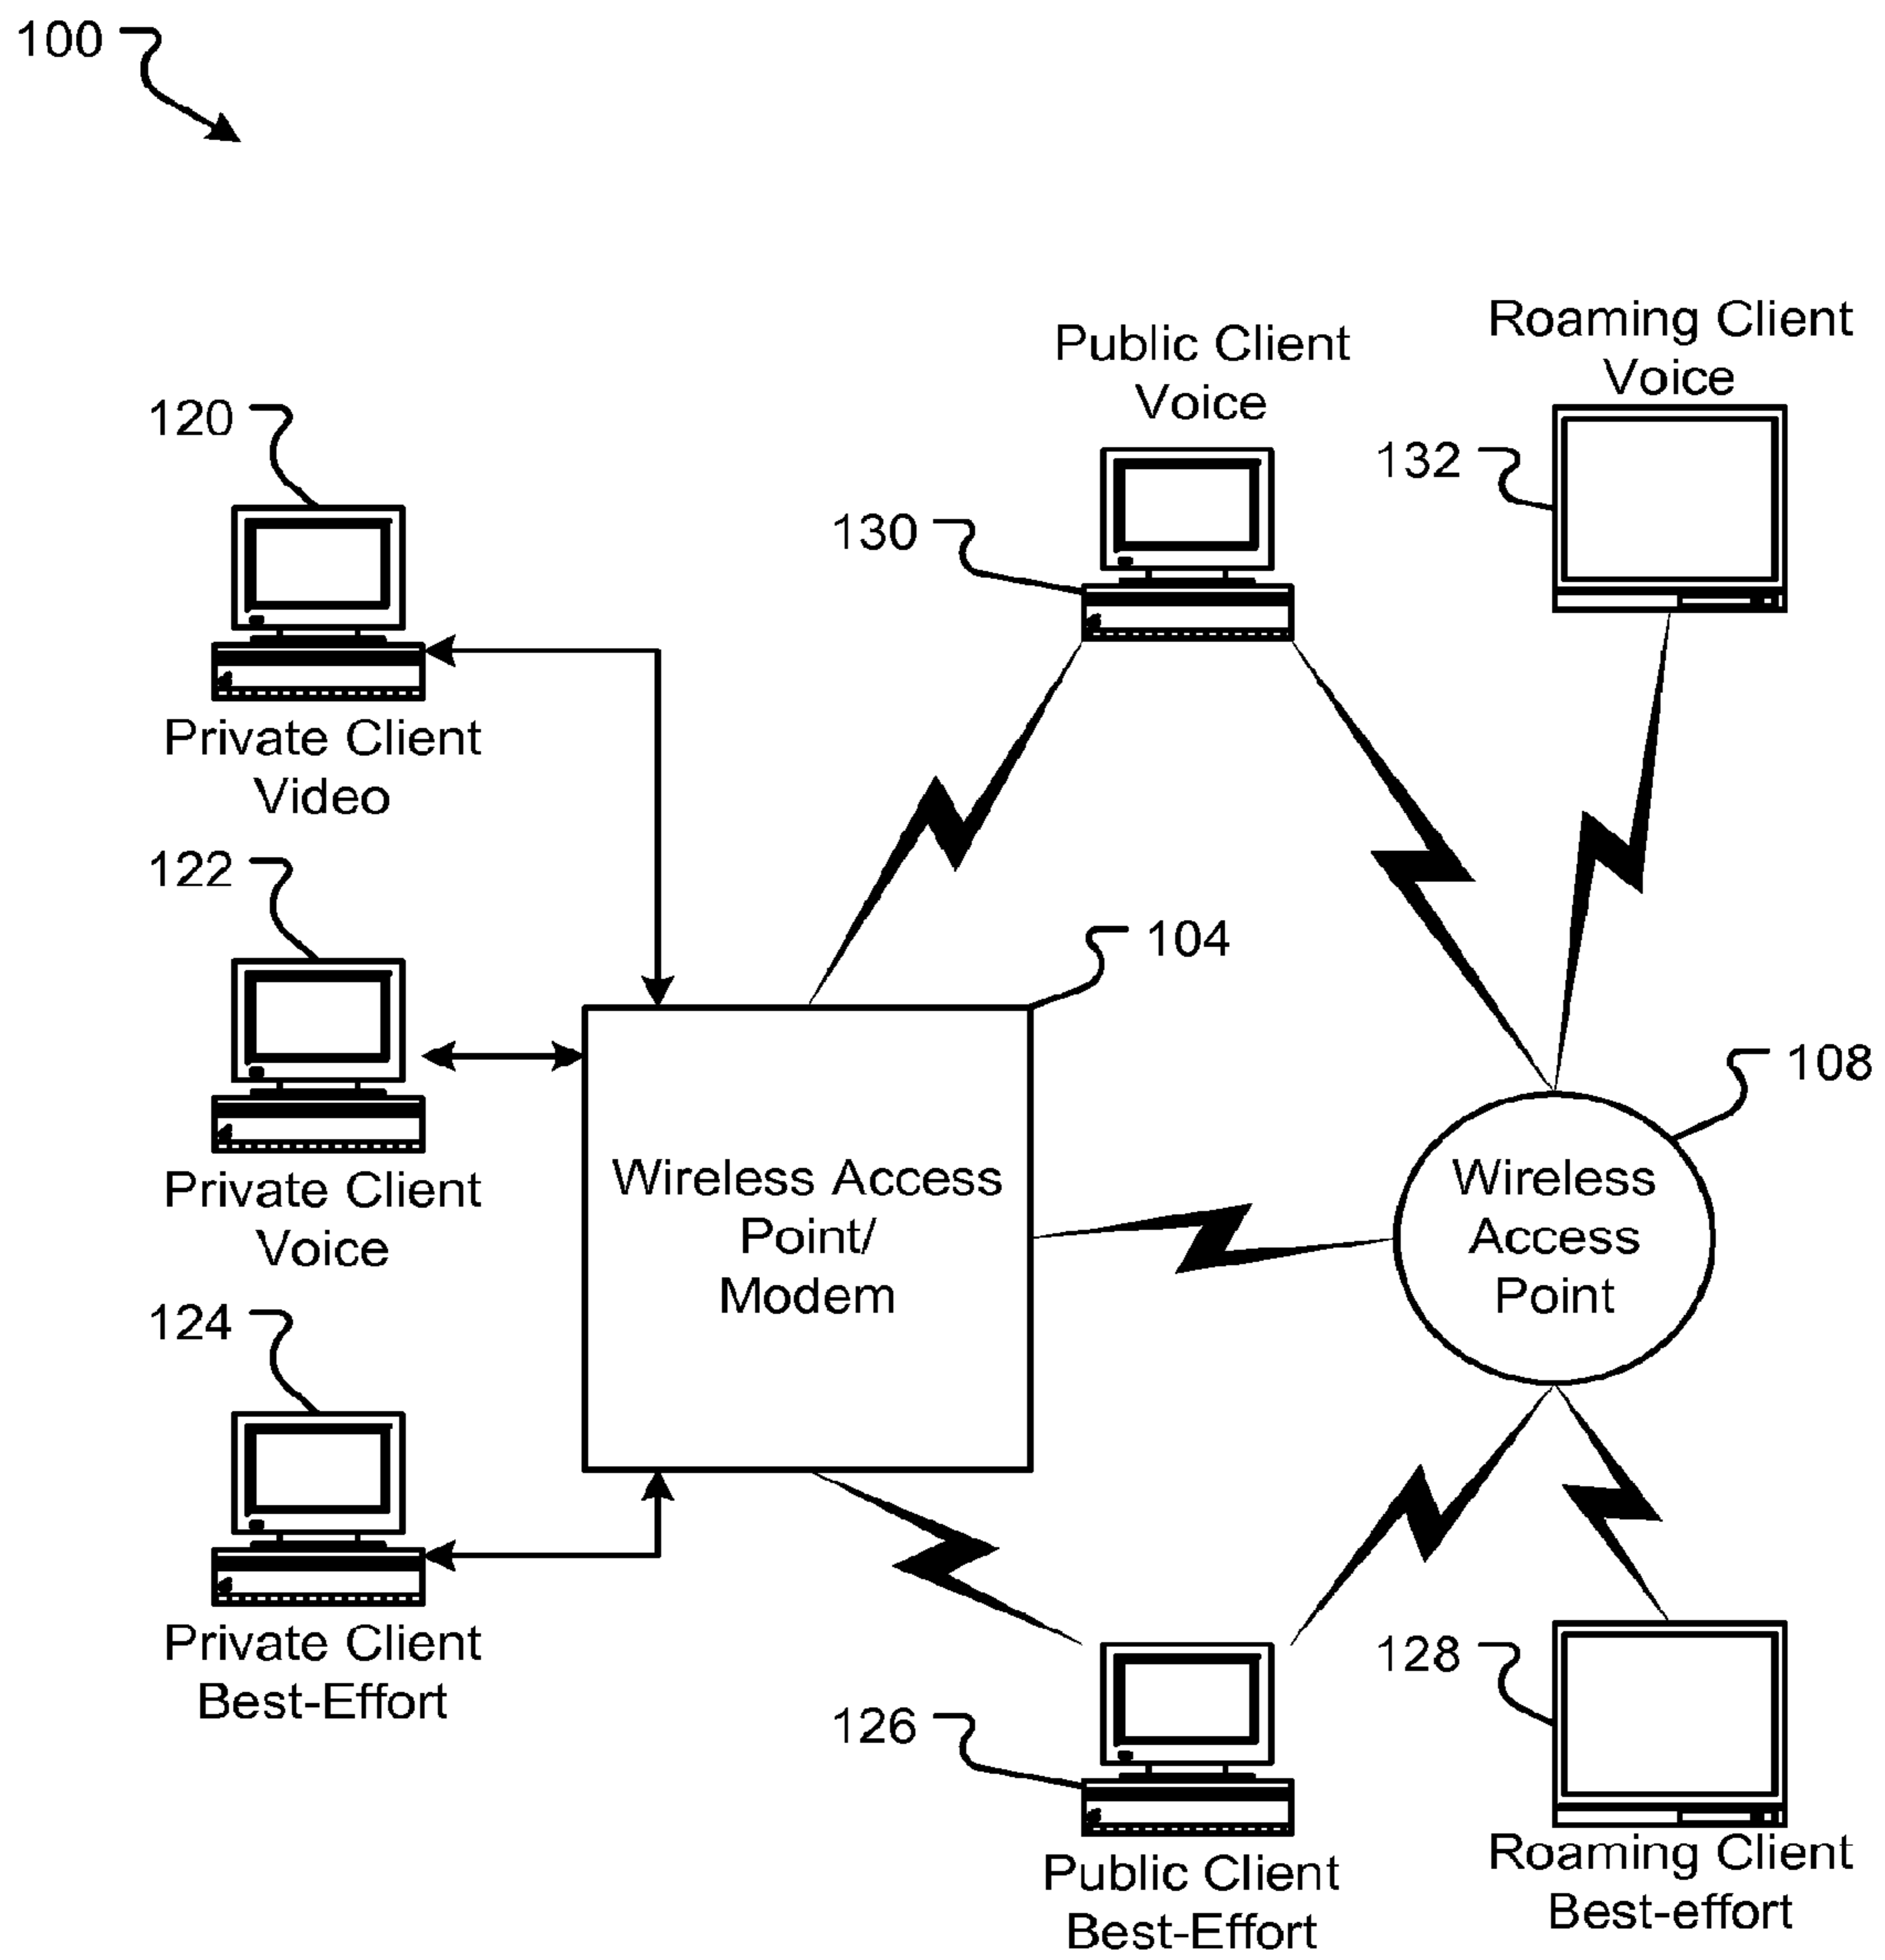 100
Roaming Client
Voice
Public Client
Voice
120
132
130
Private Client
Video
122
104
108
Wireless Access
Point/
Modem
Wireless
Access
Point
Private Client
Voice
124
128
Private Client
Best-Effort
126
Roaming Client
Best-effort
Public Client
Best-Effort